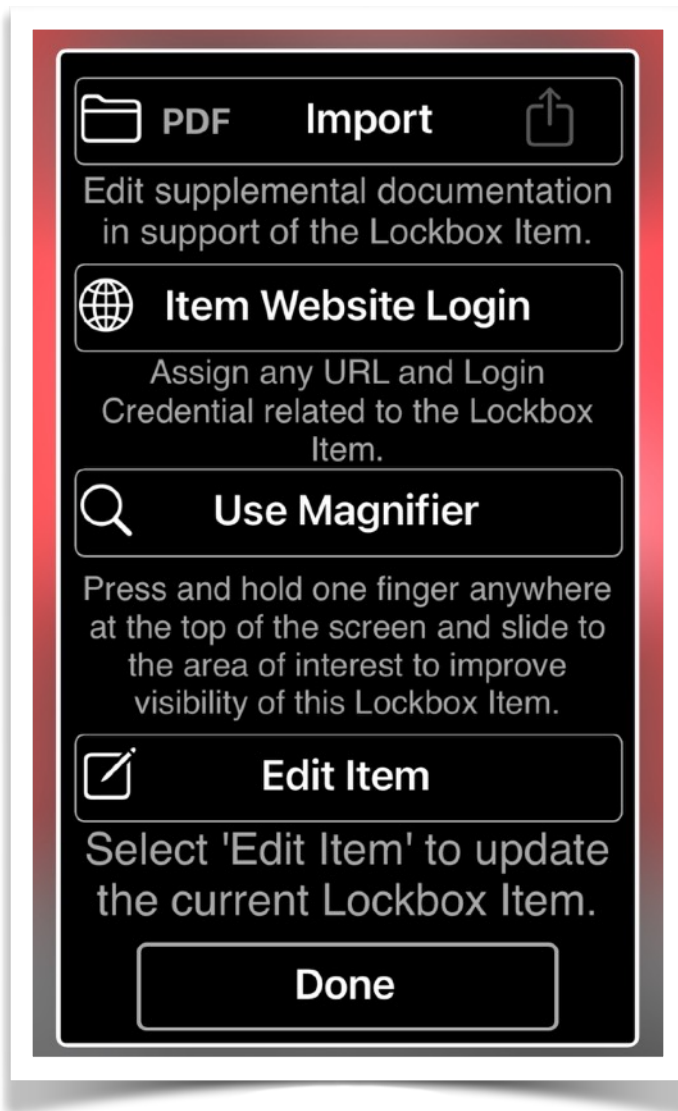 PDF Import
Edit supplemental documentation
in support of the Lockbox Item.
Item Website Login
Assign any URL and Login
Credential related to the Lockbox
Item.
Use Magnifier
Press and hold one finger anywhere
at the top of the screen and slide to
the area of interest to improve
visibility of this Lockbox Item.
Edit Item
Select 'Edit Item' to update
the current Lockbox Item.
Done